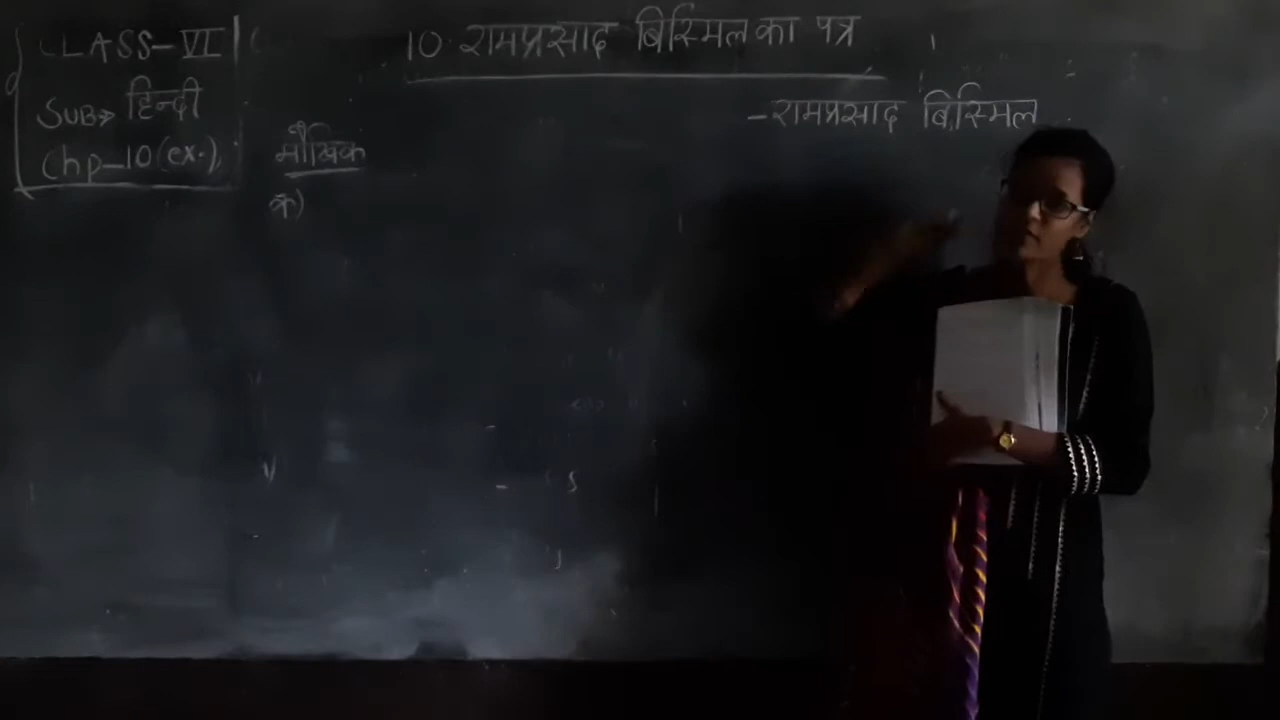 CLASS-VI
SUB⇒ हिन्दी
Chp-10(ex.)
10. रामप्रसाद बिस्मिल का पत्र
-रामप्रसाद बिस्मिल
मौखिक
क)